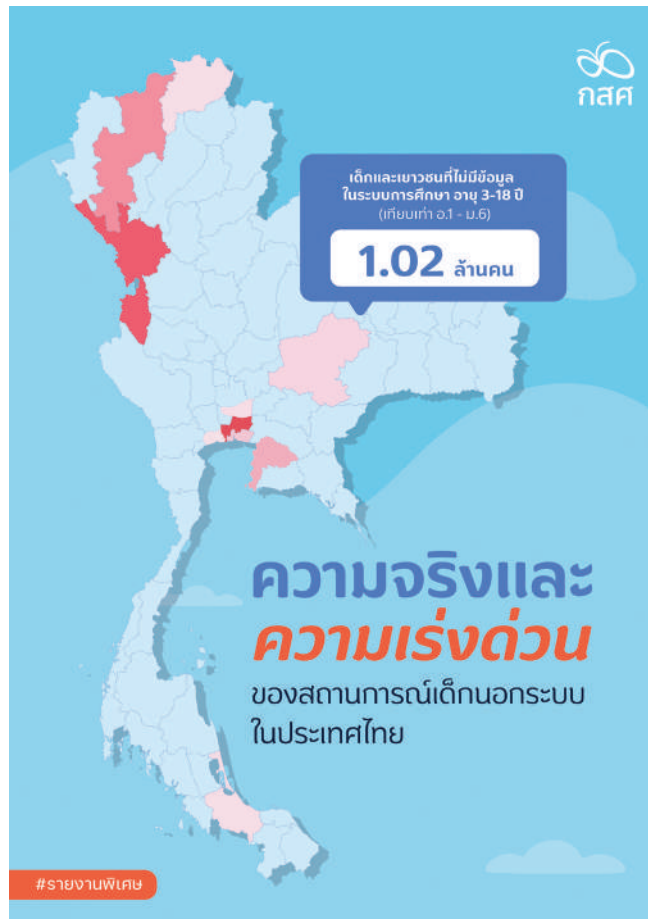 กสศ
เด็กและเยาวชนที่ไม่มีข้อมูล
ในระบบการศึกษา อายุ 3-18 ปี
(เทียบเท่า อ.1 - ม.6)
1.02 ล้านคน
ความจริงและ
ความเร่งด่วน
ของสถานการณ์เด็กนอกระบบ
ในประเทศไทย
#รายงานพิเศษ